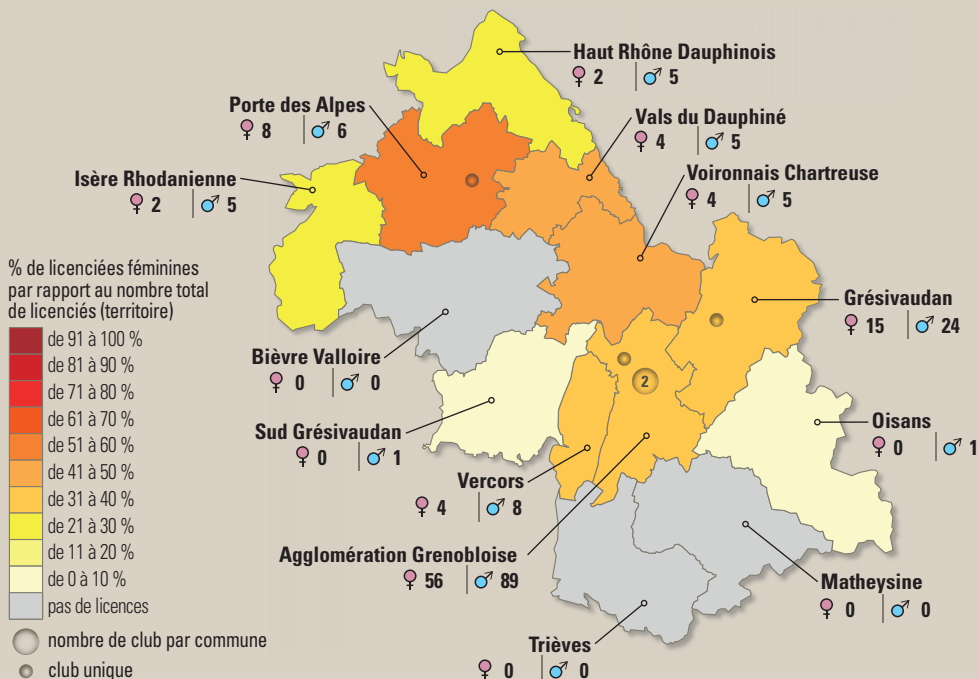 Haut Rhône Dauphinois
♀ 2 | ♂ 5
Porte des Alpes
♀ 8 | ♂ 6
Vals du Dauphiné
♀ 4 | ♂ 5
Isère Rhodanienne
♀ 2 | ♂ 5
Voironnais Chartreuse
♀ 4 | ♂ 5
% de licenciées féminines
par rapport au nombre total
de licenciés (territoire)
de 91 à 100 %
de 81 à 90 %
de 71 à 80 %
de 61 à 70 %
de 51 à 60 %
de 41 à 50 %
de 31 à 40 %
de 21 à 30 %
de 11 à 20 %
de 0 à 10 %
pas de licences
nombre de club par commune
club unique
Grésivaudan
♀ 15 | ♂ 24
Bièvre Valloire
♀ 0 | ♂ 0
2
Sud Grésivaudan
♀ 0 | ♂ 1
Oisans
♀ 0 | ♂ 1
Vercors
♀ 4 | ♂ 8
Agglomération Grenobloise
♀ 56 | ♂ 89
Matheysine
♀ 0 | ♂ 0
Trièves
♀ 0 | ♂ 0